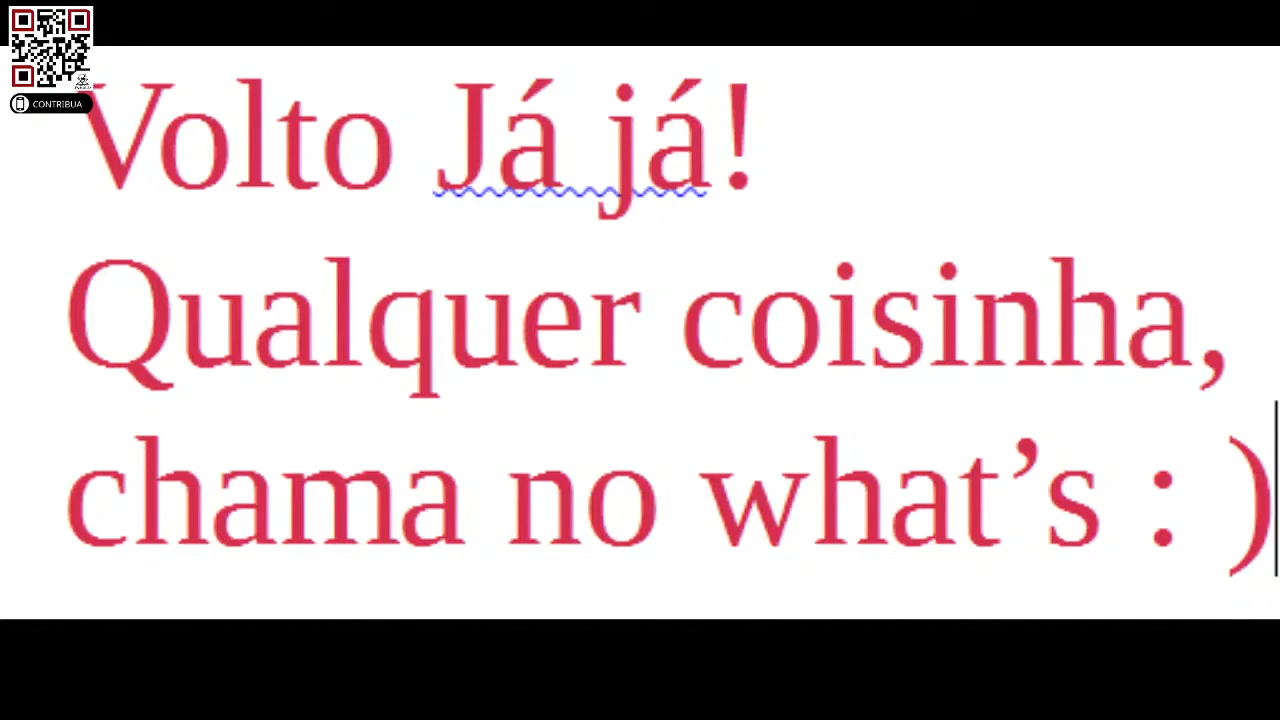 CONTRIBUA
Volto Já já!
Qualquer coisinha,
chama no what’s : )